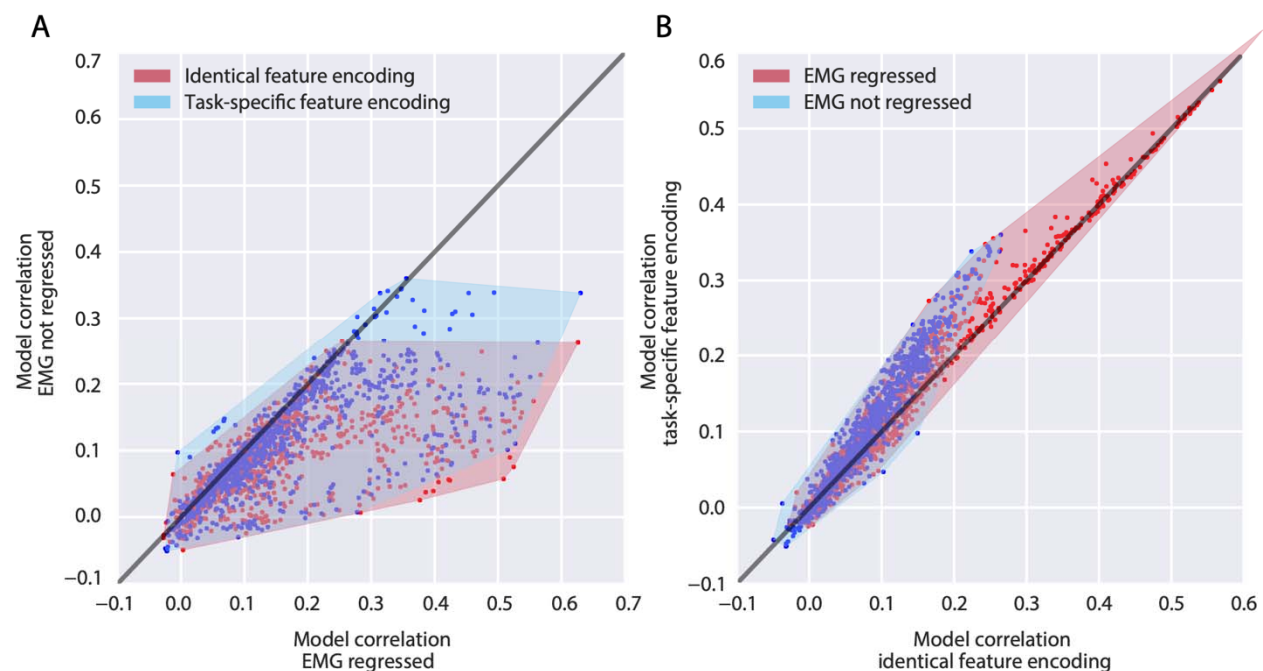 A
0.7
0.6
0.5
0.4
0.3
0.2
0.1
0.0
−0.1
Model correlation
EMG not regressed
Identical feature encoding
Task-specific feature encoding
−0.1
0.0
0.1
0.2
0.3
0.4
0.5
0.6
0.7
Model correlation
EMG regressed
B
0.6
0.5
0.4
0.3
0.2
0.1
0.0
−0.1
Model correlation
task-specific feature encoding
EMG regressed
EMG not regressed
−0.1
0.0
0.1
0.2
0.3
0.4
0.5
0.6
Model correlation
identical feature encoding